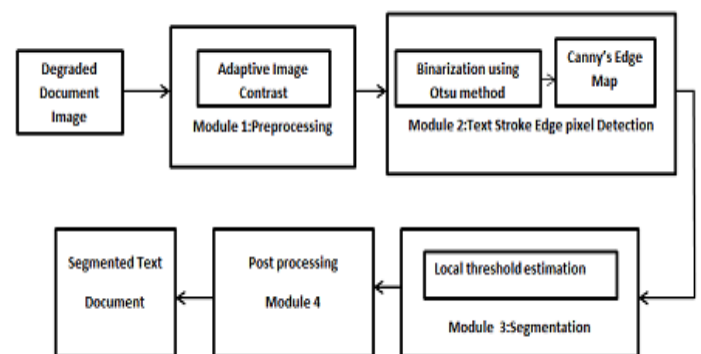 Degraded
Document
Image
Adaptive Image
Contrast
Module 1:Preprocessing
Binarization using
Otsu method
Canny's Edge
Map
Module 2:Text Stroke Edge pixel Detection
Segmented Text
Document
Post processing
Module 4
Local threshold estimation
Module 3:Segmentation